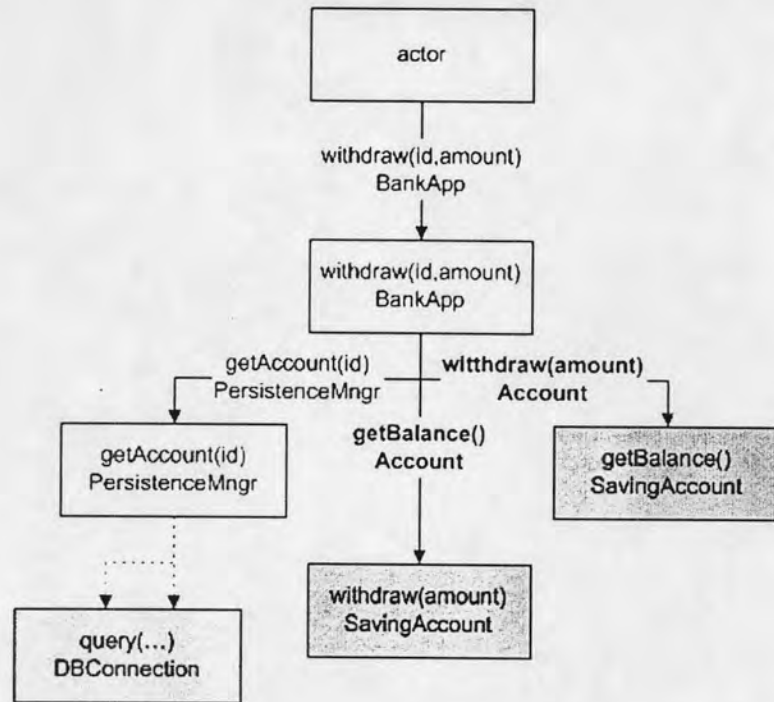 actor
withdraw(id,amount)
BankApp
withdraw(id,amount)
BankApp
getAccount(id)
PersistenceMngr
witthdraw(amount)
Account
getBalance()
Account
getAccount(id)
PersistenceMngr
getBalance()
SavingAccount
withdraw(amount)
SavingAccount
query(...)
DBConnection